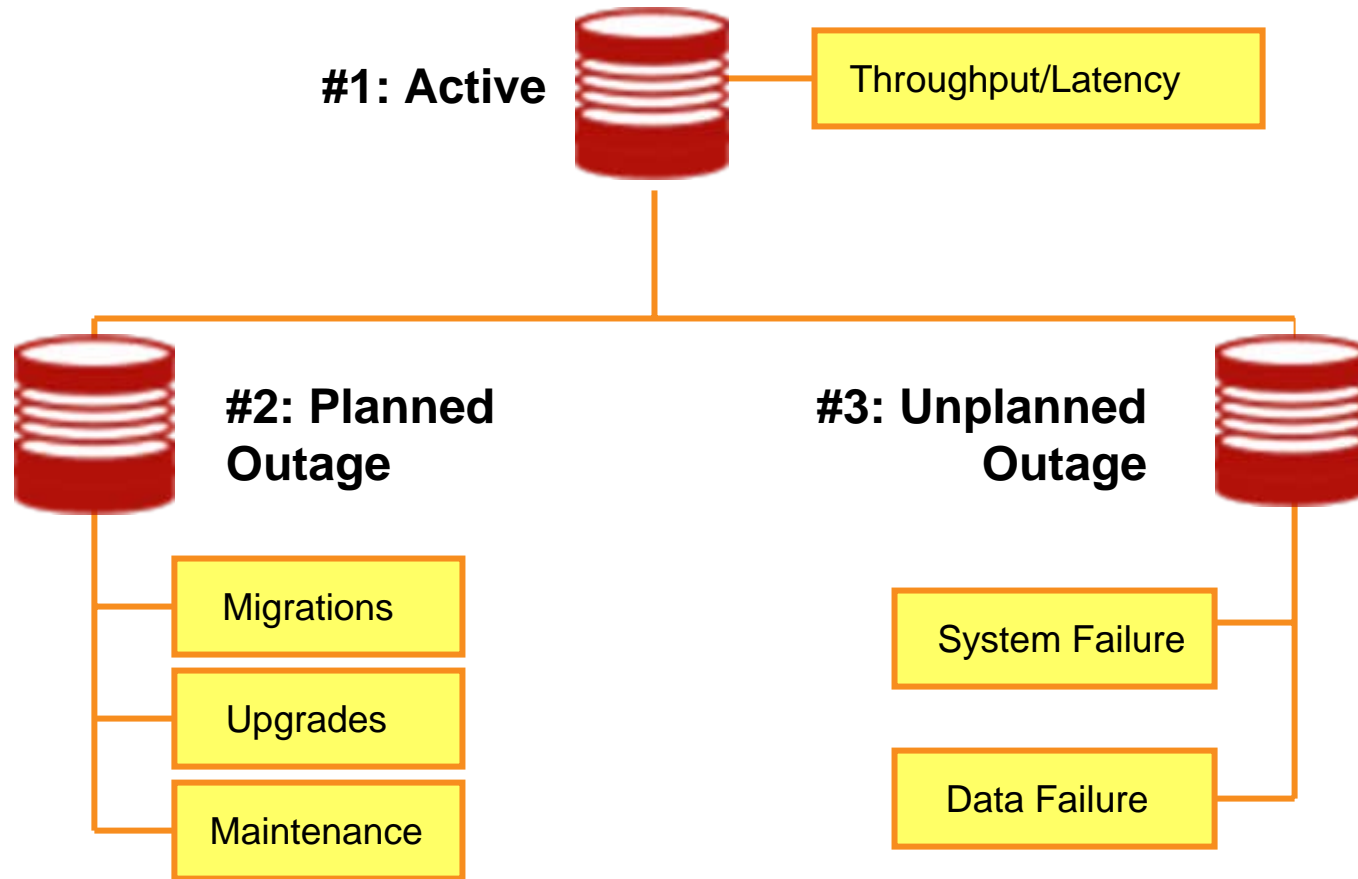 #1: Active
Throughput/Latency
#2: Planned
Outage
#3: Unplanned
Outage
Migrations
Upgrades
Maintenance
System Failure
Data Failure